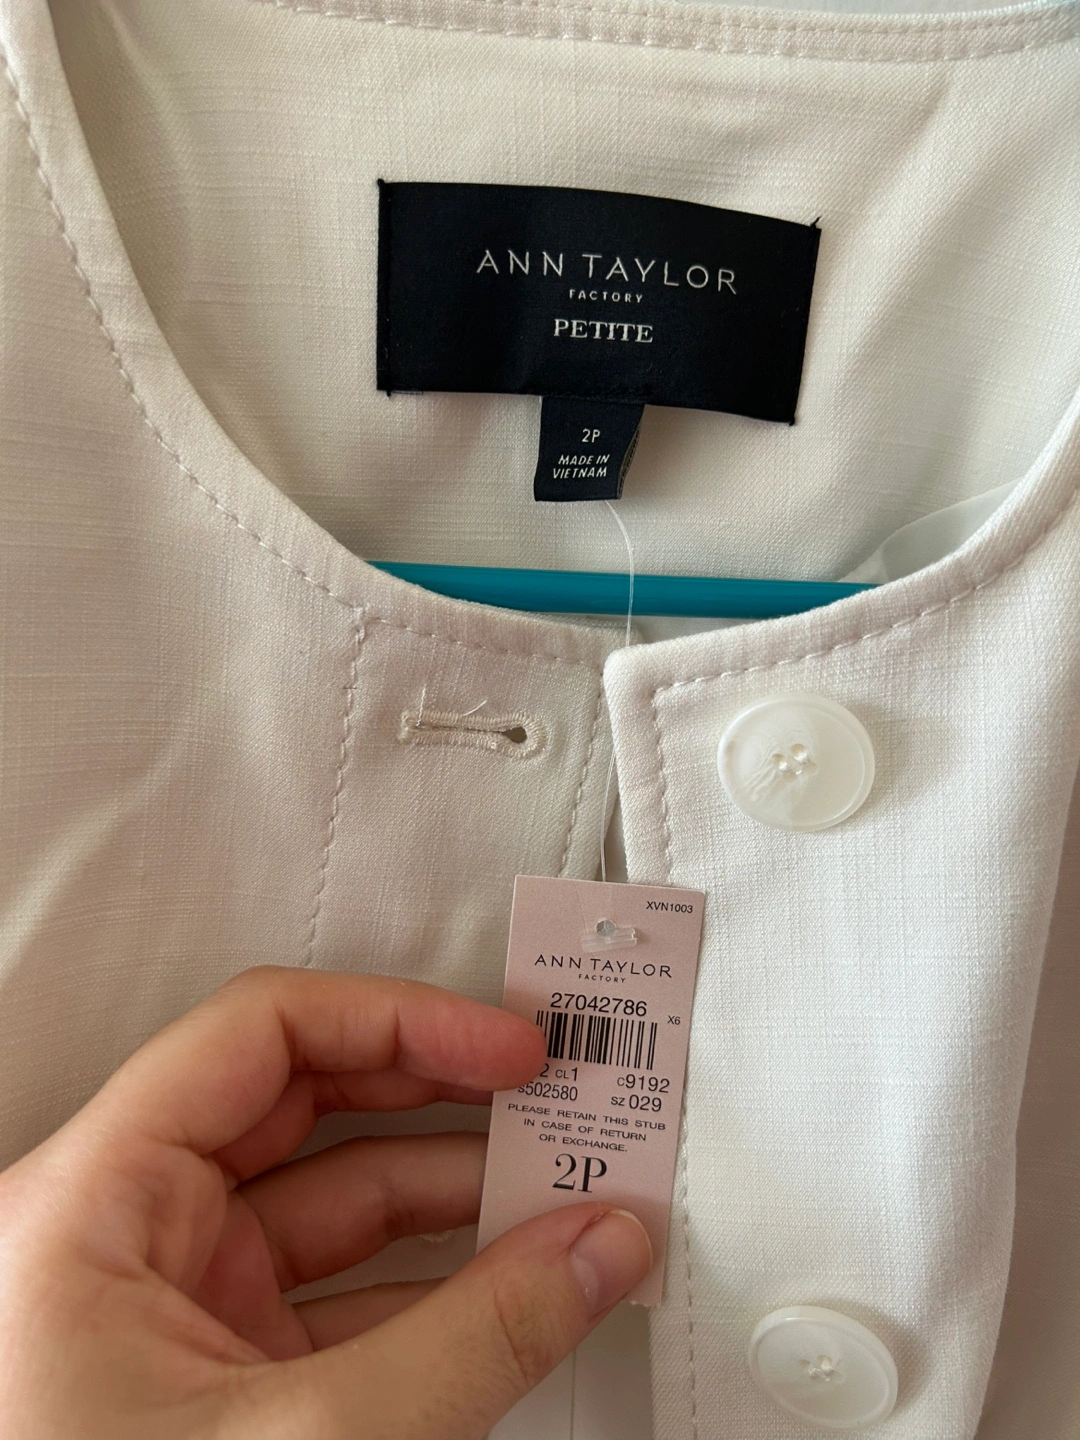 ANN TAYLOR
FACTORY
PETITE
2P
MADE IN
VIETNAM
XVN1003
ANN TAYLOR
FACTORY
27042786
X6
2 CL1 C9192
S502580 SZ 029
PLEASE RETAIN THIS STUB
IN CASE OF RETURN
OR EXCHANGE.
2P